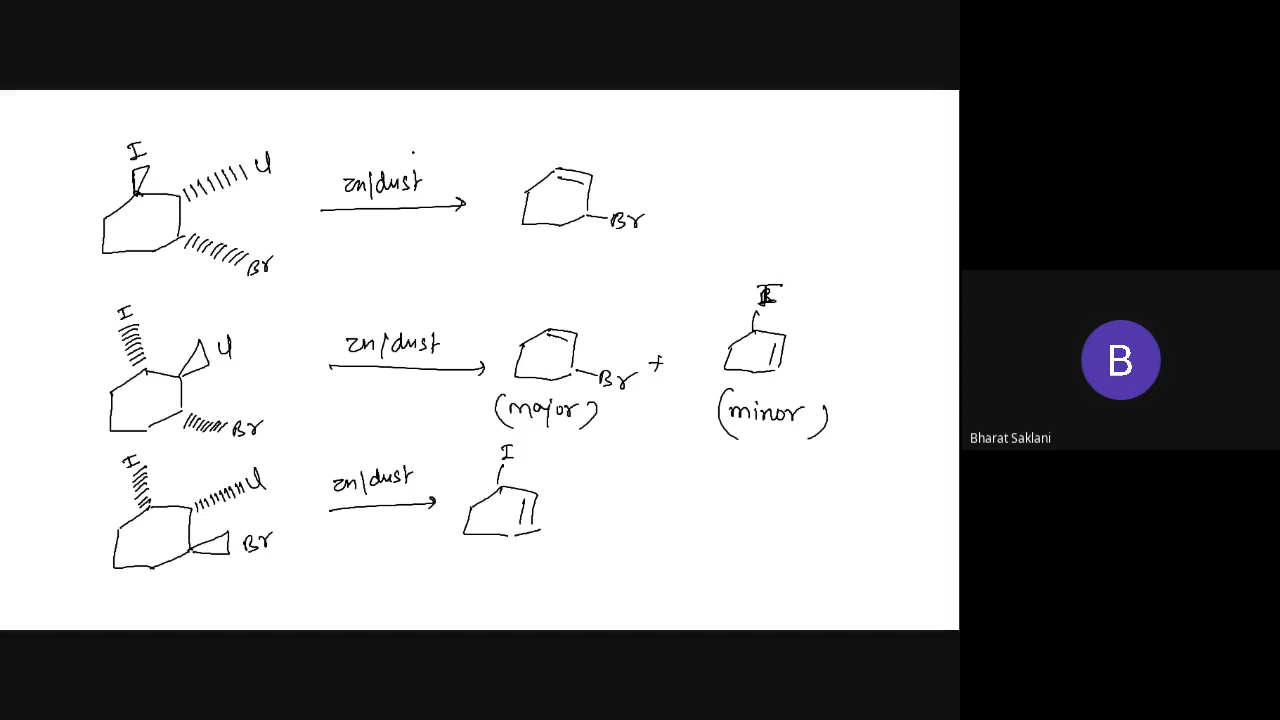 I
Cl
zn/dust
Br
Br
I
Cl
zn/dust
Br
Br
+
I
(major)
(minor)
I
Cl
zn/dust
Br
I
B
Bharat Saklani